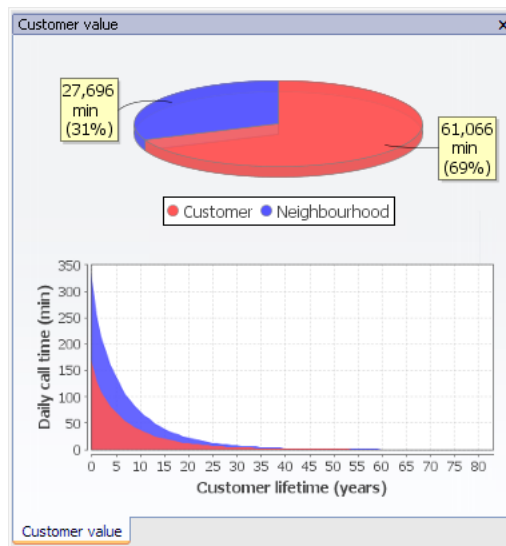 Customer value
×
27,696
min
(31%)
61,066
min
(69%)
Customer Neighbourhood
Daily call time (min)
350
300
250
200
150
100
50
0
0 5 10 15 20 25 30 35 40 45 50 55 60 65 70 75 80
Customer lifetime (years)
Customer value